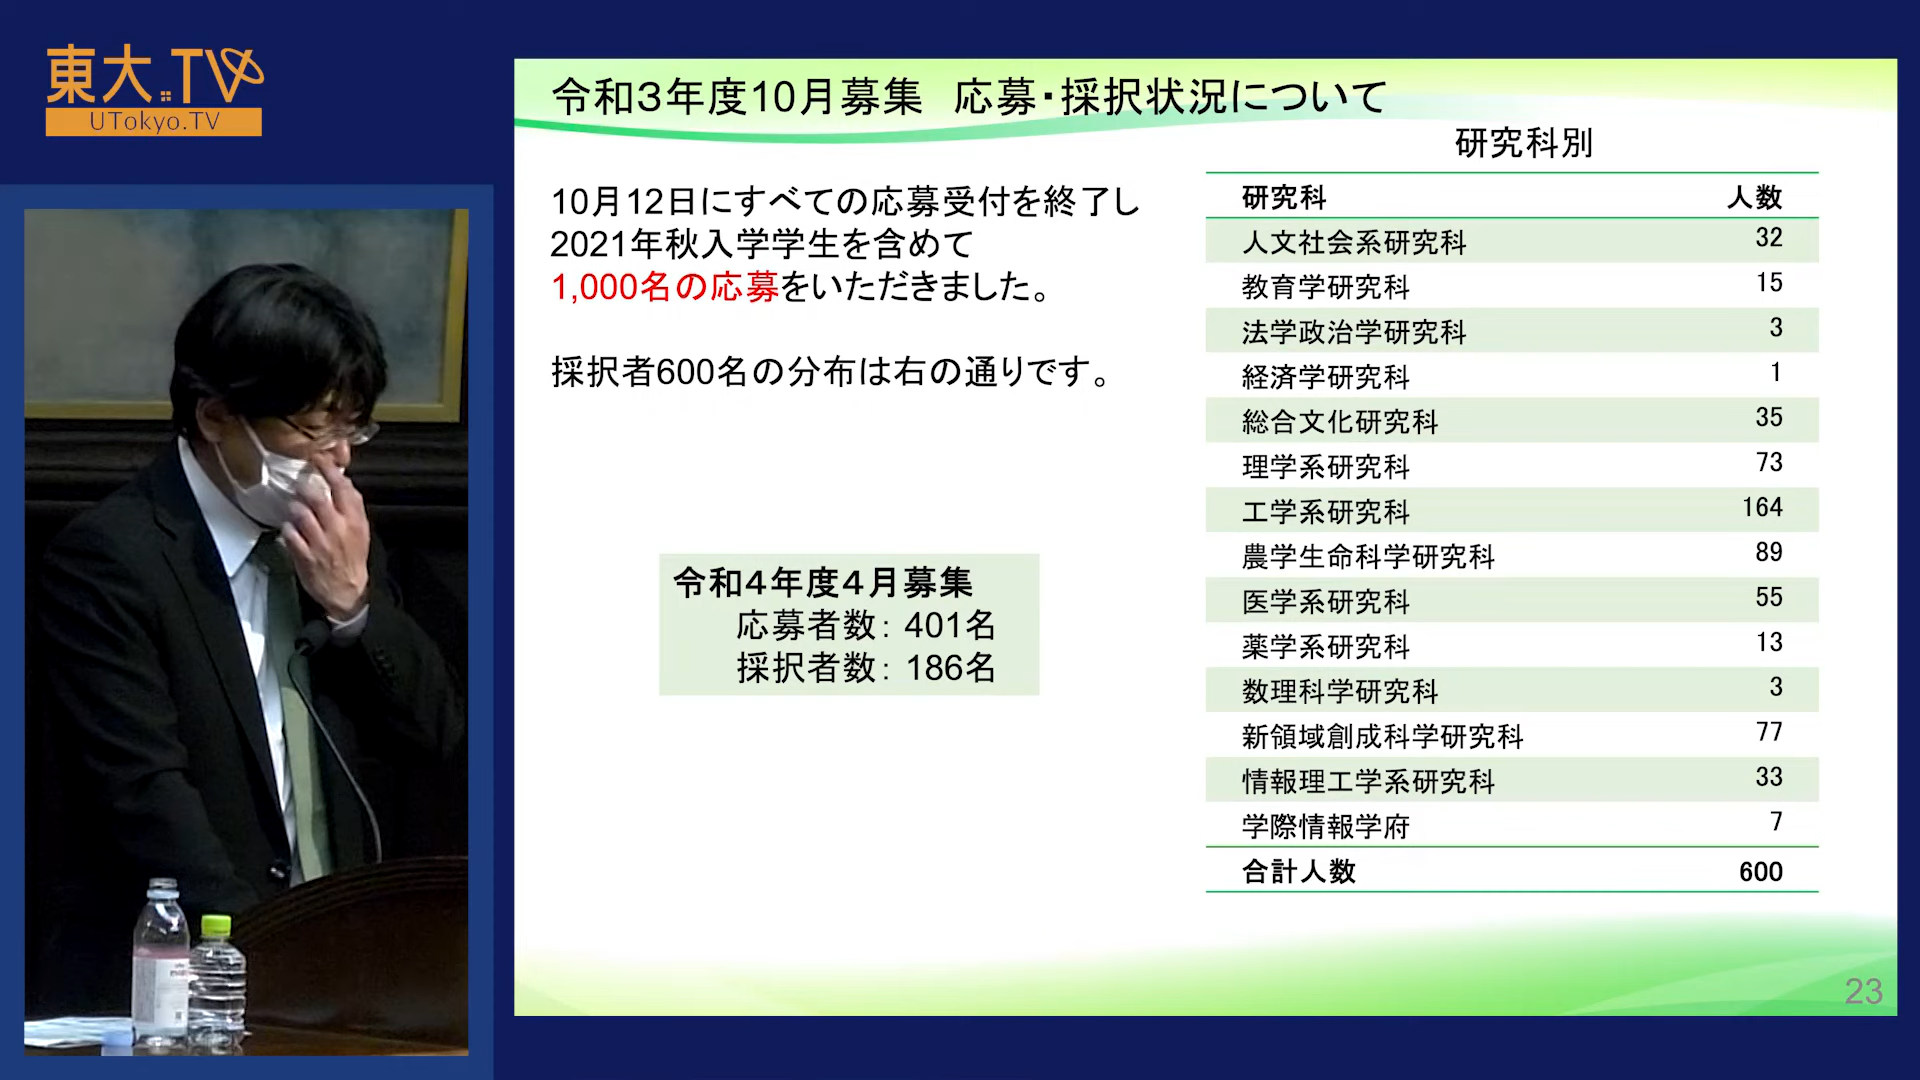 東大.TV
UTokyo.TV
令和3年度10月募集　応募・採択状況について
10月12日にすべての応募受付を終了し
2021年秋入学学生を含めて
1,000名の応募をいただきました。
採択者600名の分布は右の通りです。
令和4年度4月募集
応募者数： 401名
採択者数： 186名
研究科別
研究科 人数
人文社会系研究科 32
教育学研究科 15
法学政治学研究科 3
経済学研究科 1
総合文化研究科 35
理学系研究科 73
工学系研究科 164
農学生命科学研究科 89
医学系研究科 55
薬学系研究科 13
数理科学研究科 3
新領域創成科学研究科 77
情報理工学系研究科 33
学際情報学府 7
合計人数 600
23